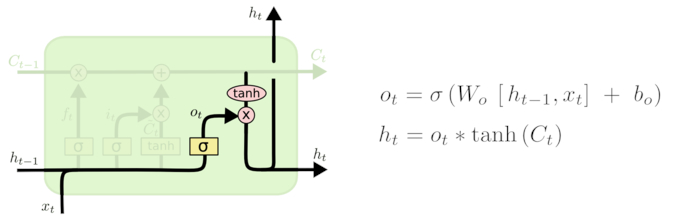 h_t
C_{t-1}
C_t
x
+
tanh
f_t
i_t
C̃_t
x
o_t
x
σ
σ
tanh
σ
h_{t-1}
h_t
x_t
o_t = σ (W_o [h_{t-1}, x_t] + b_o)
h_t = o_t * tanh (C_t)